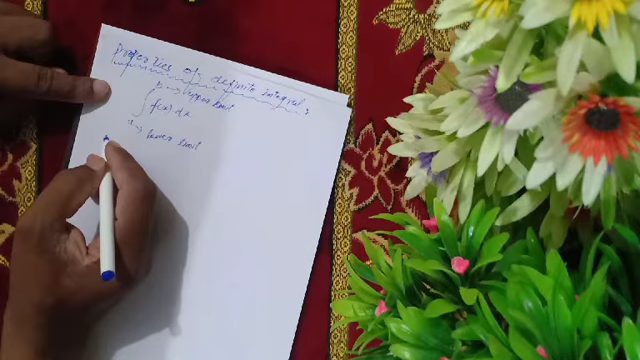 Properties of definite integral :
b → Upper limit
∫ f(x) dx
a → lower limit